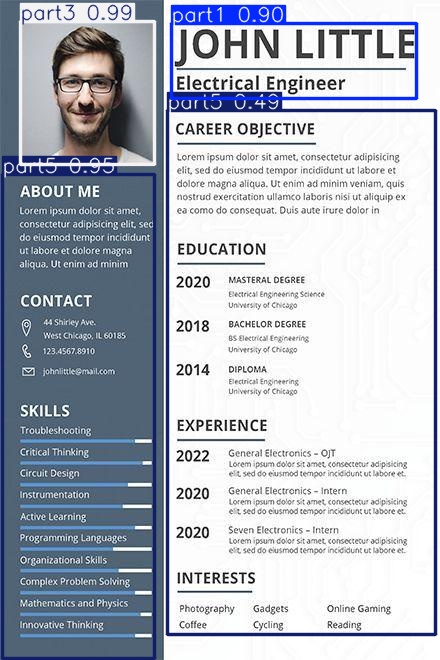 part3 0.99
part1 0.90
JOHN LITTLE
Electrical Engineer
part5 0.49
part5 0.95
ABOUT ME
Lorem ipsum dolor sit amet,
consectetur adipiscing elit, sed
do eiusmod tempor incididunt
ut labore et dolore magna
aliqua. Ut enim ad minim
CONTACT
44 Shirley Ave.
West Chicago, IL 60185
123.4567.8910
johnlittle@mail.com
SKILLS
Troubleshooting
Critical Thinking
Circuit Design
Instrumentation
Active Learning
Programming Languages
Organizational Skills
Complex Problem Solving
Mathematics and Physics
Innovative Thinking
CAREER OBJECTIVE
Lorem ipsum dolor sit amet, consectetur adipiscing
elit, sed do eiusmod tempor incididunt ut labore et
dolore magna aliqua. Ut enim ad minim veniam, quis
nostrud exercitation ullamco laboris nisi ut aliquip ex
ea como do consequat. Duis aute irure dolor in
EDUCATION
2020 MASTERAL DEGREE
Electrical Engineering Science
University of Chicago
2018 BACHELOR DEGREE
BS Electrical Engineering
University of Chicago
2014 DIPLOMA
Electrical Engineering
University of Chicago
EXPERIENCE
2022 General Electronics – OJT
Lorem ipsum dolor sit amet, consectetur adipiscing
elit, sed do eiusmod tempor incididunt ut labore et.
2020 General Electronics – Intern
Lorem ipsum dolor sit amet, consectetur adipiscing
elit, sed do eiusmod tempor incididunt ut labore et.
2020 Seven Electronics – Intern
Lorem ipsum dolor sit amet, consectetur adipiscing
elit, sed do eiusmod tempor incididunt ut labore et.
INTERESTS
Photography Gadgets Online Gaming
Coffee Cycling Reading